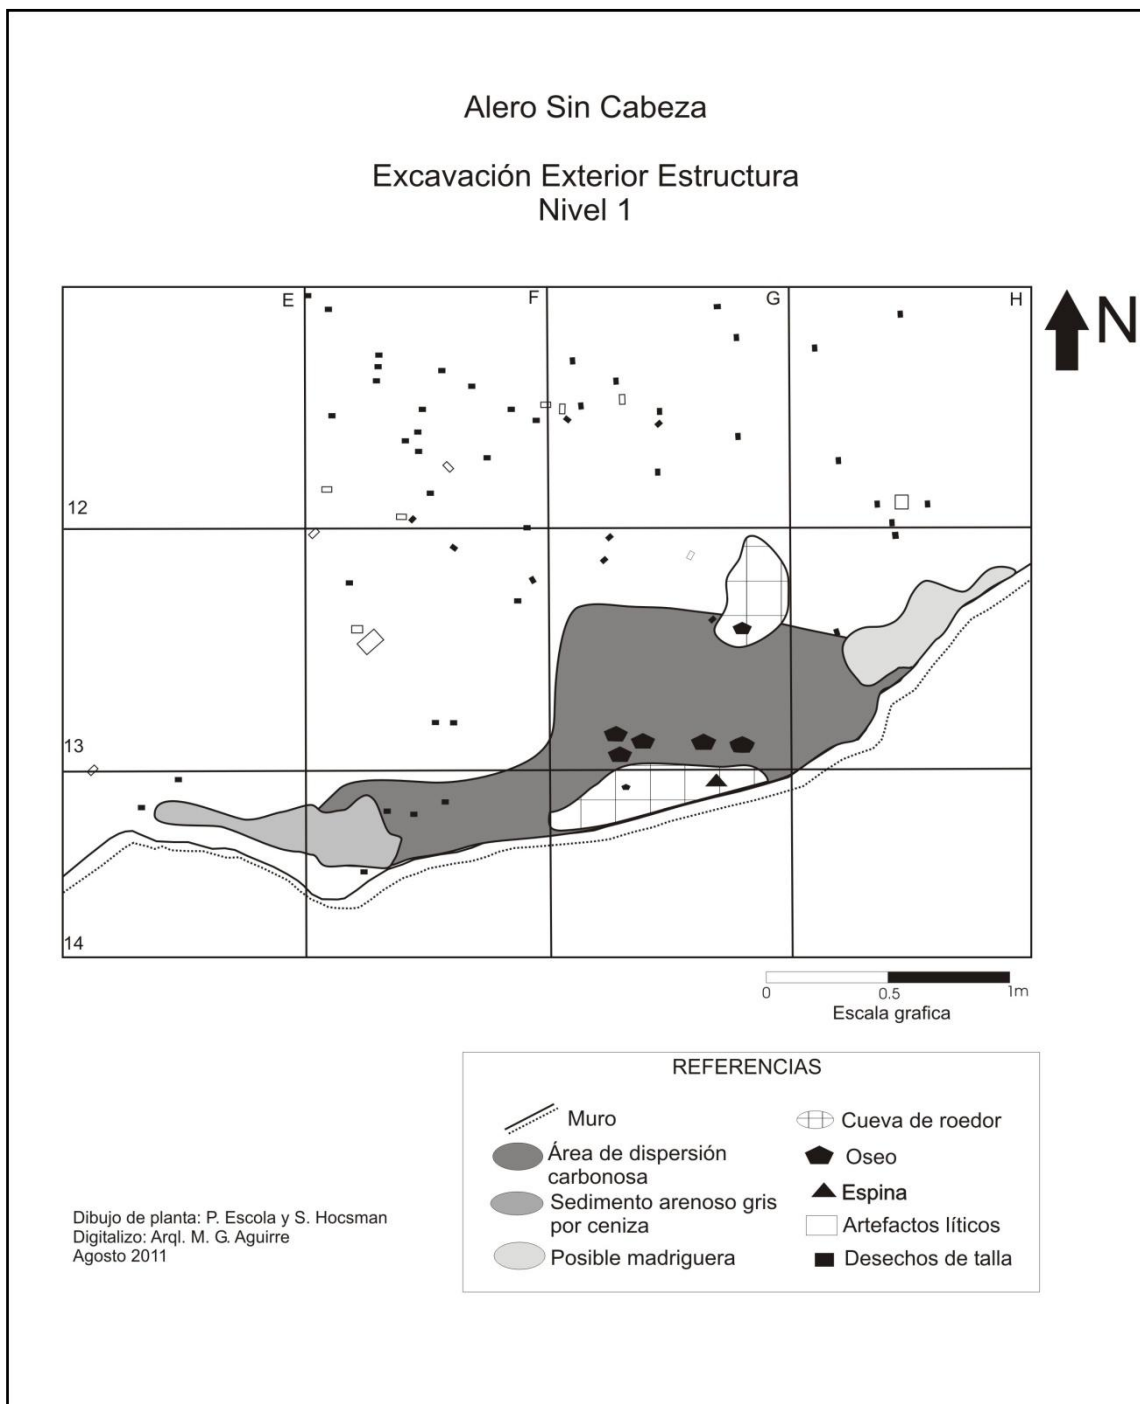 Alero Sin Cabeza
Excavación Exterior Estructura
Nivel 1
E
F
G
H
N
12
13
14
0
0.5
1m
Escala grafica
REFERENCIAS
Muro
Área de dispersión
carbonosa
Sedimento arenoso gris
por ceniza
Posible madriguera
Cueva de roedor
Oseo
Espina
Artefactos líticos
Desechos de talla
Dibujo de planta: P. Escola y S. Hocsman
Digitalizo: Arql. M. G. Aguirre
Agosto 2011